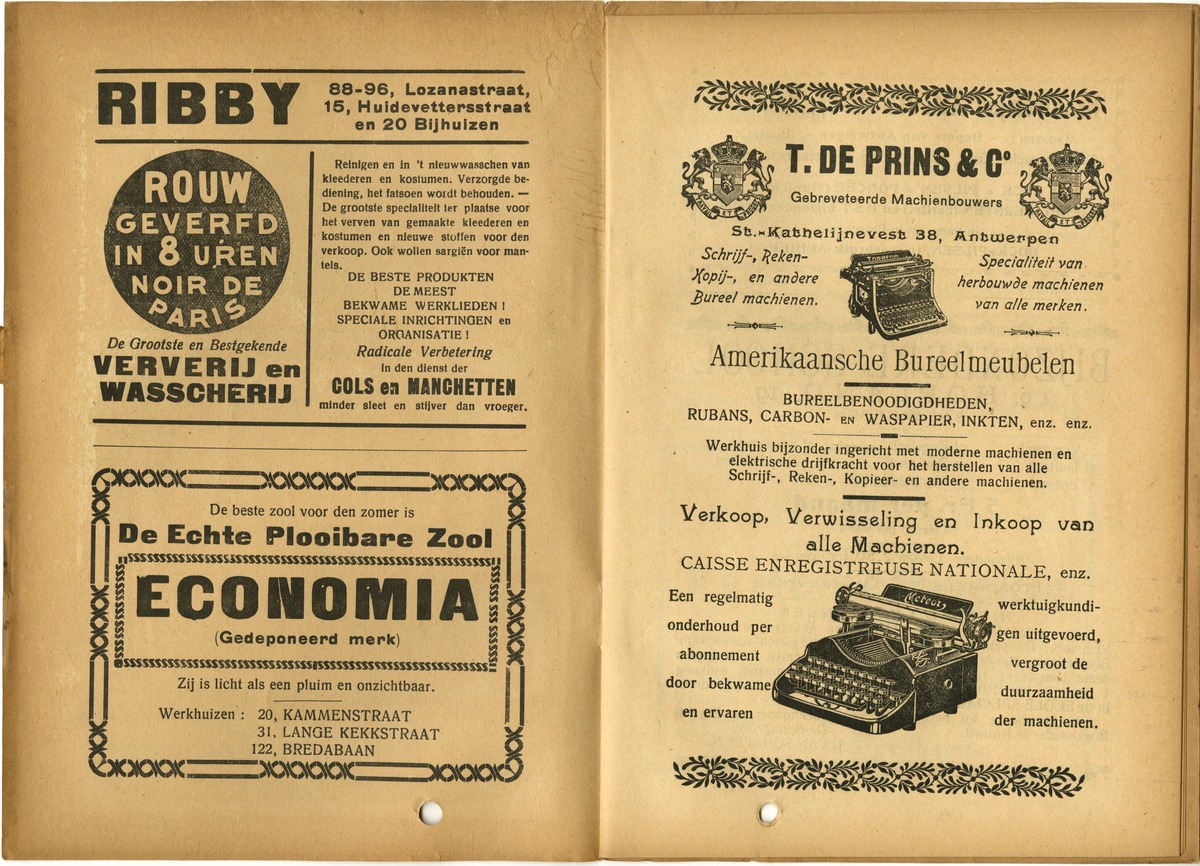 RIBBY
88-96, Lozanastraat,
15, Huidevettersstraat
en 20 Bijhuizen
ROUW
GEVERFD
IN 8 UREN
NOIR DE
PARIS
De Grootste en Bestgekende
VERVERIJ en
WASSCHERIJ
Reinigen en in 't nieuwwasschen van
kleederen en kostumen. Verzorgde be-
diening, het fatsoen wordt behouden. —
De grootste specialiteit ter plaatse voor
het verven van gemaakte kleederen en
kostumen en nieuwe stoffen voor den
verkoop. Ook wollen sargiën voor man-
tels.
DE BESTE PRODUKTEN
DE MEEST
BEKWAME WERKLIEDEN !
SPECIALE INRICHTINGEN en
ORGANISATIE !
Radicale Verbetering
in den dienst der
COLS en MANCHETTEN
minder sleet en stijver dan vroeger.
De beste zool voor den zomer is
De Echte Plooibare Zool
ECONOMIA
(Gedeponeerd merk)
Zij is licht als een pluim en onzichtbaar.
Werkhuizen : 20, KAMMENSTRAAT
31, LANGE KEKKSTRAAT
122, BREDABAAN
T. DE PRINS & Cº
Gebreveteerde Machienbouwers
St.-Kathelijnevest 38, Antwerpen
Schrijf-, Reken-
Kopij-, en andere
Bureel machienen.
Specialiteit van
herbouwde machienen
van alle merken.
Amerikaansche Bureelmeubelen
BUREELBENOODIGDHEDEN,
RUBANS, CARBON- EN WASPAPIER, INKTEN, enz. enz.
Werkhuis bijzonder ingericht met moderne machienen en
elektrische drijfkracht voor het herstellen van alle
Schrijf-, Reken-, Kopieer- en andere machienen.
Verkoop, Verwisseling en Inkoop van
alle Machienen.
CAISSE ENREGISTREUSE NATIONALE, enz.
Meteor
Een regelmatig
onderhoud per
abonnement
door bekwame
en ervaren
werktuigkundi-
gen uitgevoerd,
vergroot de
duurzaamheid
der machienen.